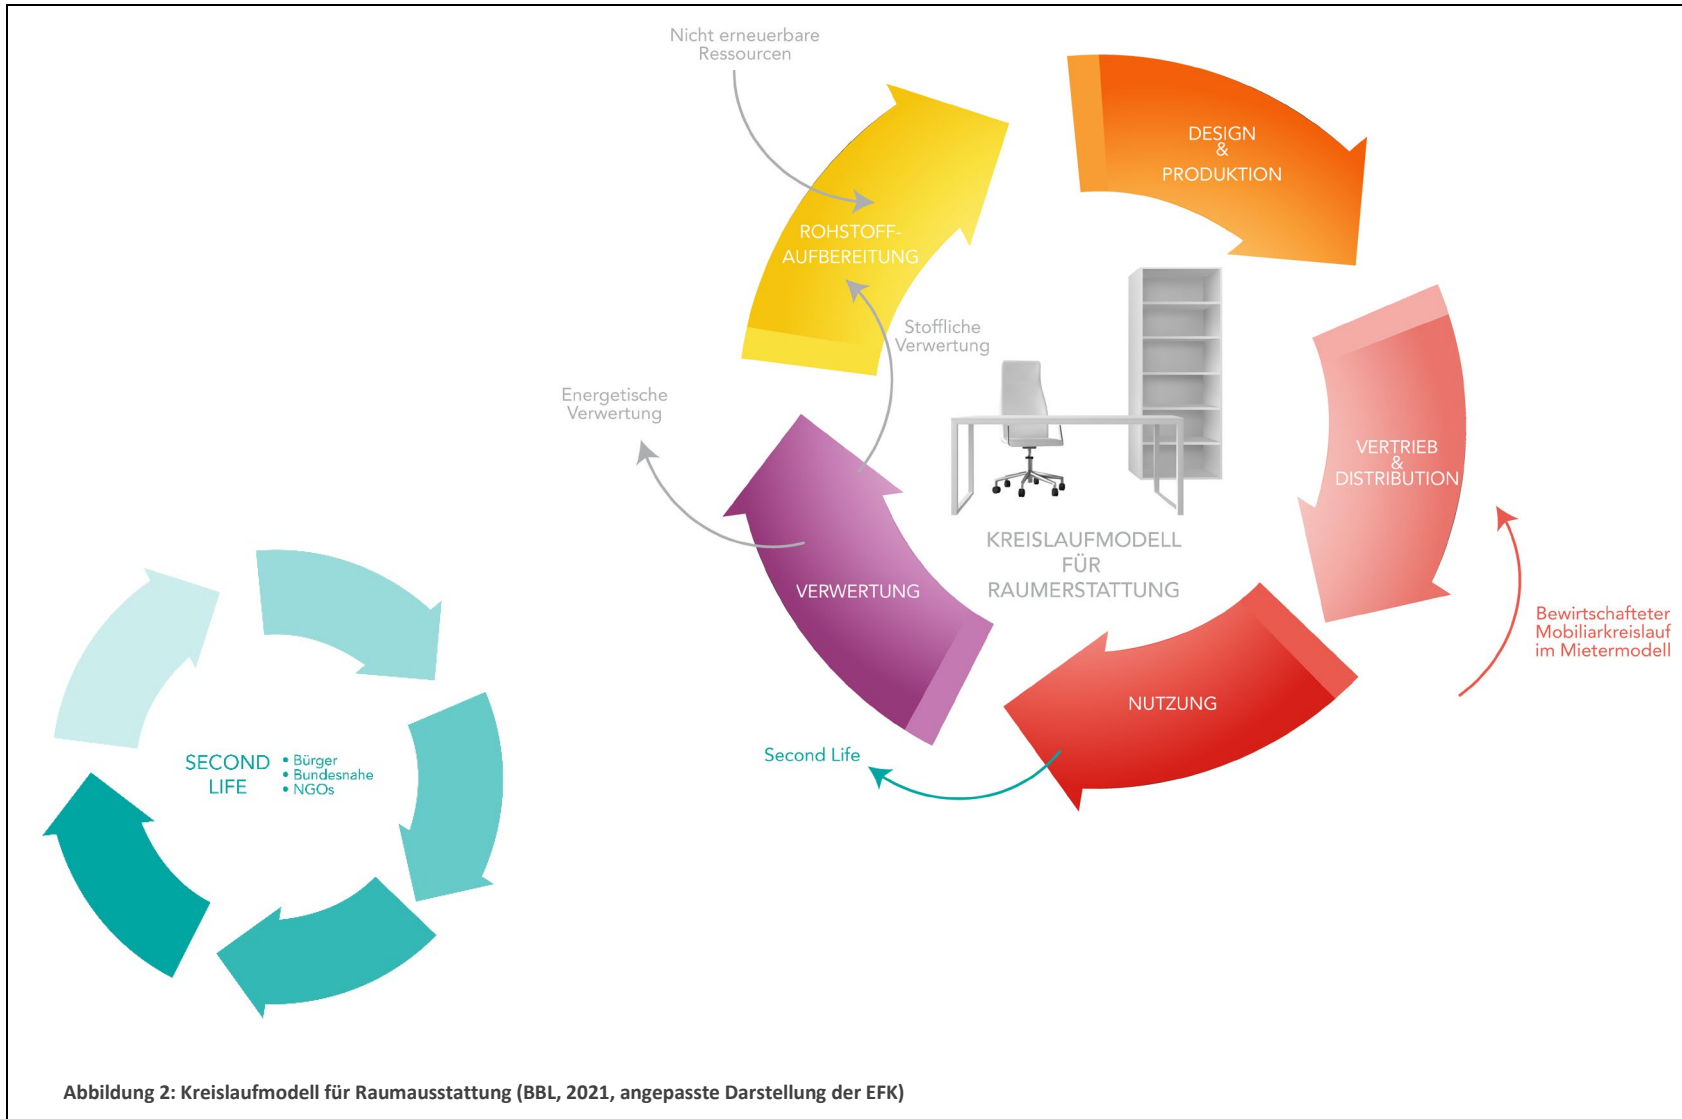 Nicht erneuerbare
Ressourcen
DESIGN
&
PRODUKTION
ROHSTOFF-
AUFBEREITUNG
Stoffliche
Verwertung
Energetische
Verwertung
VERTRIEB
&
DISTRIBUTION
KREISLAUFMODELL
FÜR
RAUMERSTATTUNG
VERWERTUNG
Bewirtschafteter
Mobiliarkreislauf
im Mietermodell
NUTZUNG
Second Life
SECOND
LIFE
• Bürger
• Bundesnahe
• NGOs
Abbildung 2: Kreislaufmodell für Raumausstattung (BBL, 2021, angepasste Darstellung der EFK)